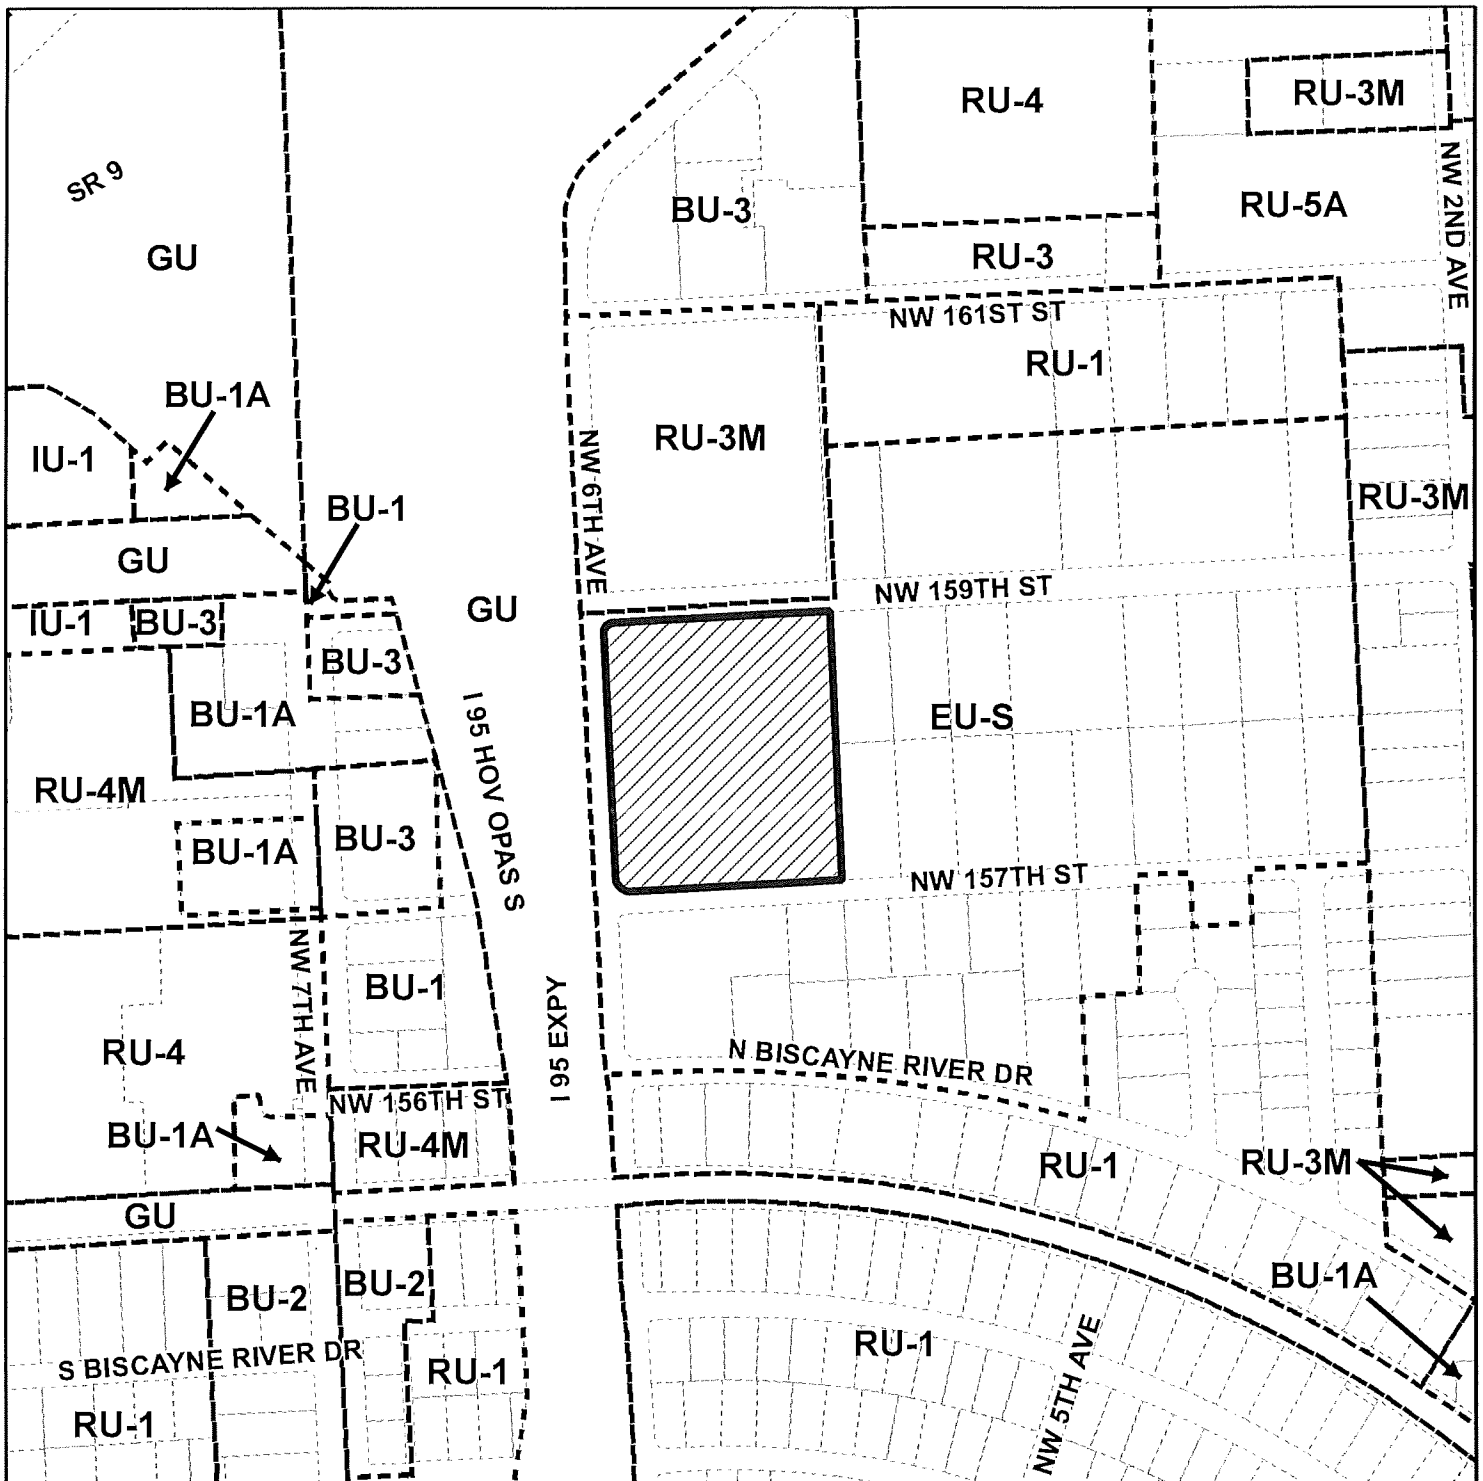 RU-4
RU-3M
SR 9
BU-3
RU-5A
NW 2ND AVE
GU
RU-3
NW 161ST ST
RU-1
BU-1A
RU-3M
IU-1
NW 6TH AVE
RU-3M
BU-1
GU
NW 159TH ST
GU
IU-1
BU-3
BU-3
BU-1A
I 95 HOV OPAS S
EU-S
RU-4M
BU-3
BU-1A
NW 157TH ST
NW 7TH AVE
BU-1
I 95 EXPY
RU-4
N BISCAYNE RIVER DR
NW 156TH ST
BU-1A
RU-4M
RU-1
RU-3M
GU
BU-2
BU-2
BU-1A
RU-1
S BISCAYNE RIVER DR
RU-1
NW 5TH AVE
RU-1